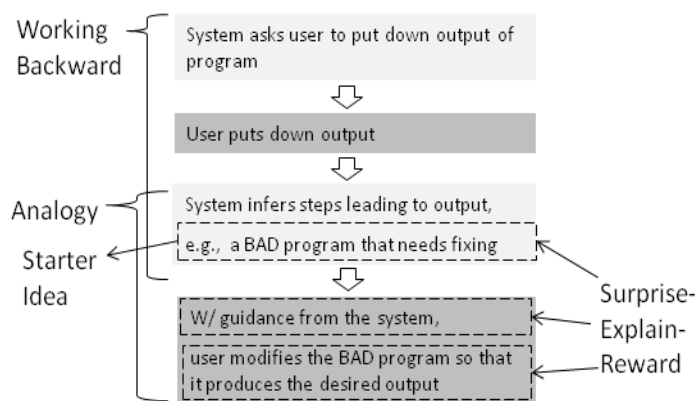 Working
Backward
System asks user to put down output of
program
User puts down output
Analogy
System infers steps leading to output,
e.g., a BAD program that needs fixing
Starter
Idea
W/ guidance from the system,
user modifies the BAD program so that
it produces the desired output
Surprise-
Explain-
Reward